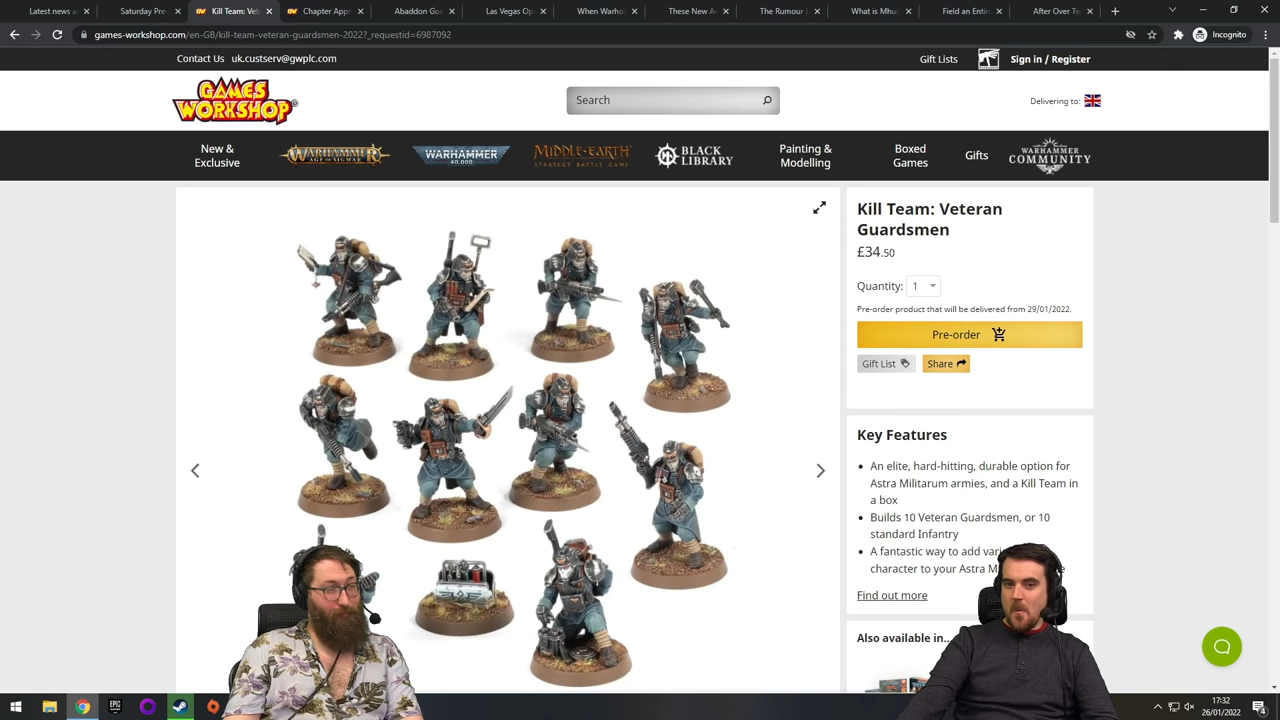 Latest news a
Saturday Pre-
Kill Team: Vet
Chapter Appr
Abaddon Go
Las Vegas Op
When Warho
These New A
The Rumour E
What is Must
Field an Entire
After Over Tw
games-workshop.com/en-GB/kill-team-veteran-guardsmen-2022?_requestid=6987092
Incognito
Contact Us uk.custserv@gwplc.com
Gift Lists
Sign in / Register
GAMES
WORKSHOP
Search
Delivering to:
New &
Exclusive
WARHAMMER
AGE OF SIGMAR
WARHAMMER
40,000
MIDDLE-EARTH
STRATEGY BATTLE GAME
BLACK
LIBRARY
Painting &
Modelling
Boxed
Games
Gifts
WARHAMMER
COMMUNITY
Kill Team: Veteran
Guardsmen
£34.50
Quantity: 1
Pre-order product that will be delivered from 29/01/2022.
Pre-order
Gift List
Share
Key Features
An elite, hard-hitting, durable option for
Astra Militarum armies, and a Kill Team in
a box
Builds 10 Veteran Guardsmen, or 10
standard Infantry
A fantastic way to add vari
character to your Astra M
Find out more
Also available in..
EPIC
17:32
26/01/2022
4